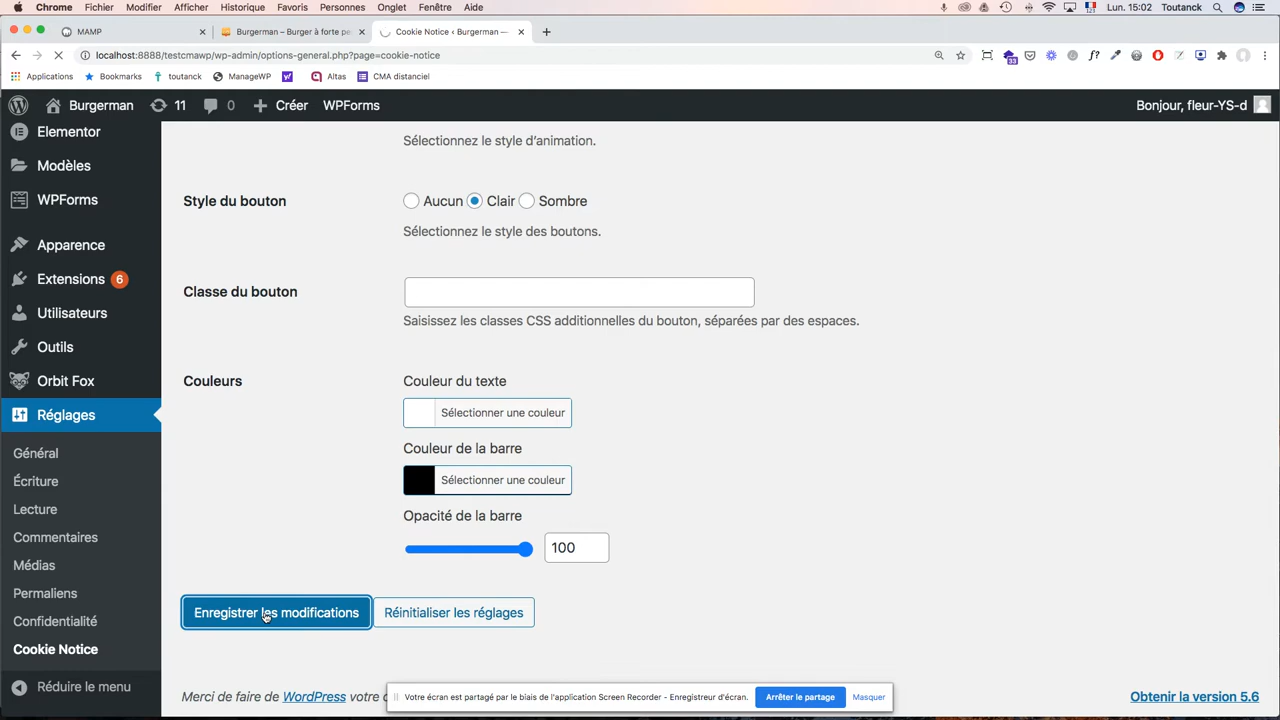 Chrome Fichier Modifier Afficher Historique Favoris Personnes Onglet Fenêtre Aide Lun. 15:02 Toutanck
MAMP Burgerman – Burger à forte pe Cookie Notice ‹ Burgerman —
localhost:8888/testcmawp/wp-admin/options-general.php?page=cookie-notice 33 f?
Applications Bookmarks toutanck ManageWP Altas CMA distanciel
Burgerman 11 0 Créer WPForms Bonjour, fleur-YS-d
Elementor
Modèles
WPForms
Apparence
Extensions 6
Utilisateurs
Outils
Orbit Fox
Réglages
Général
Écriture
Lecture
Commentaires
Médias
Permaliens
Confidentialité
Cookie Notice
Réduire le menu
Sélectionnez le style d’animation.
Style du bouton Aucun Clair Sombre
Sélectionnez le style des boutons.
Classe du bouton
Saisissez les classes CSS additionnelles du bouton, séparées par des espaces.
Couleurs Couleur du texte
Sélectionner une couleur
Couleur de la barre
Sélectionner une couleur
Opacité de la barre
100
Enregistrer les modifications Réinitialiser les réglages
Merci de faire de WordPress votre Obtenir la version 5.6
Votre écran est partagé par le biais de l'application Screen Recorder - Enregistreur d'écran. Arrêter le partage Masquer